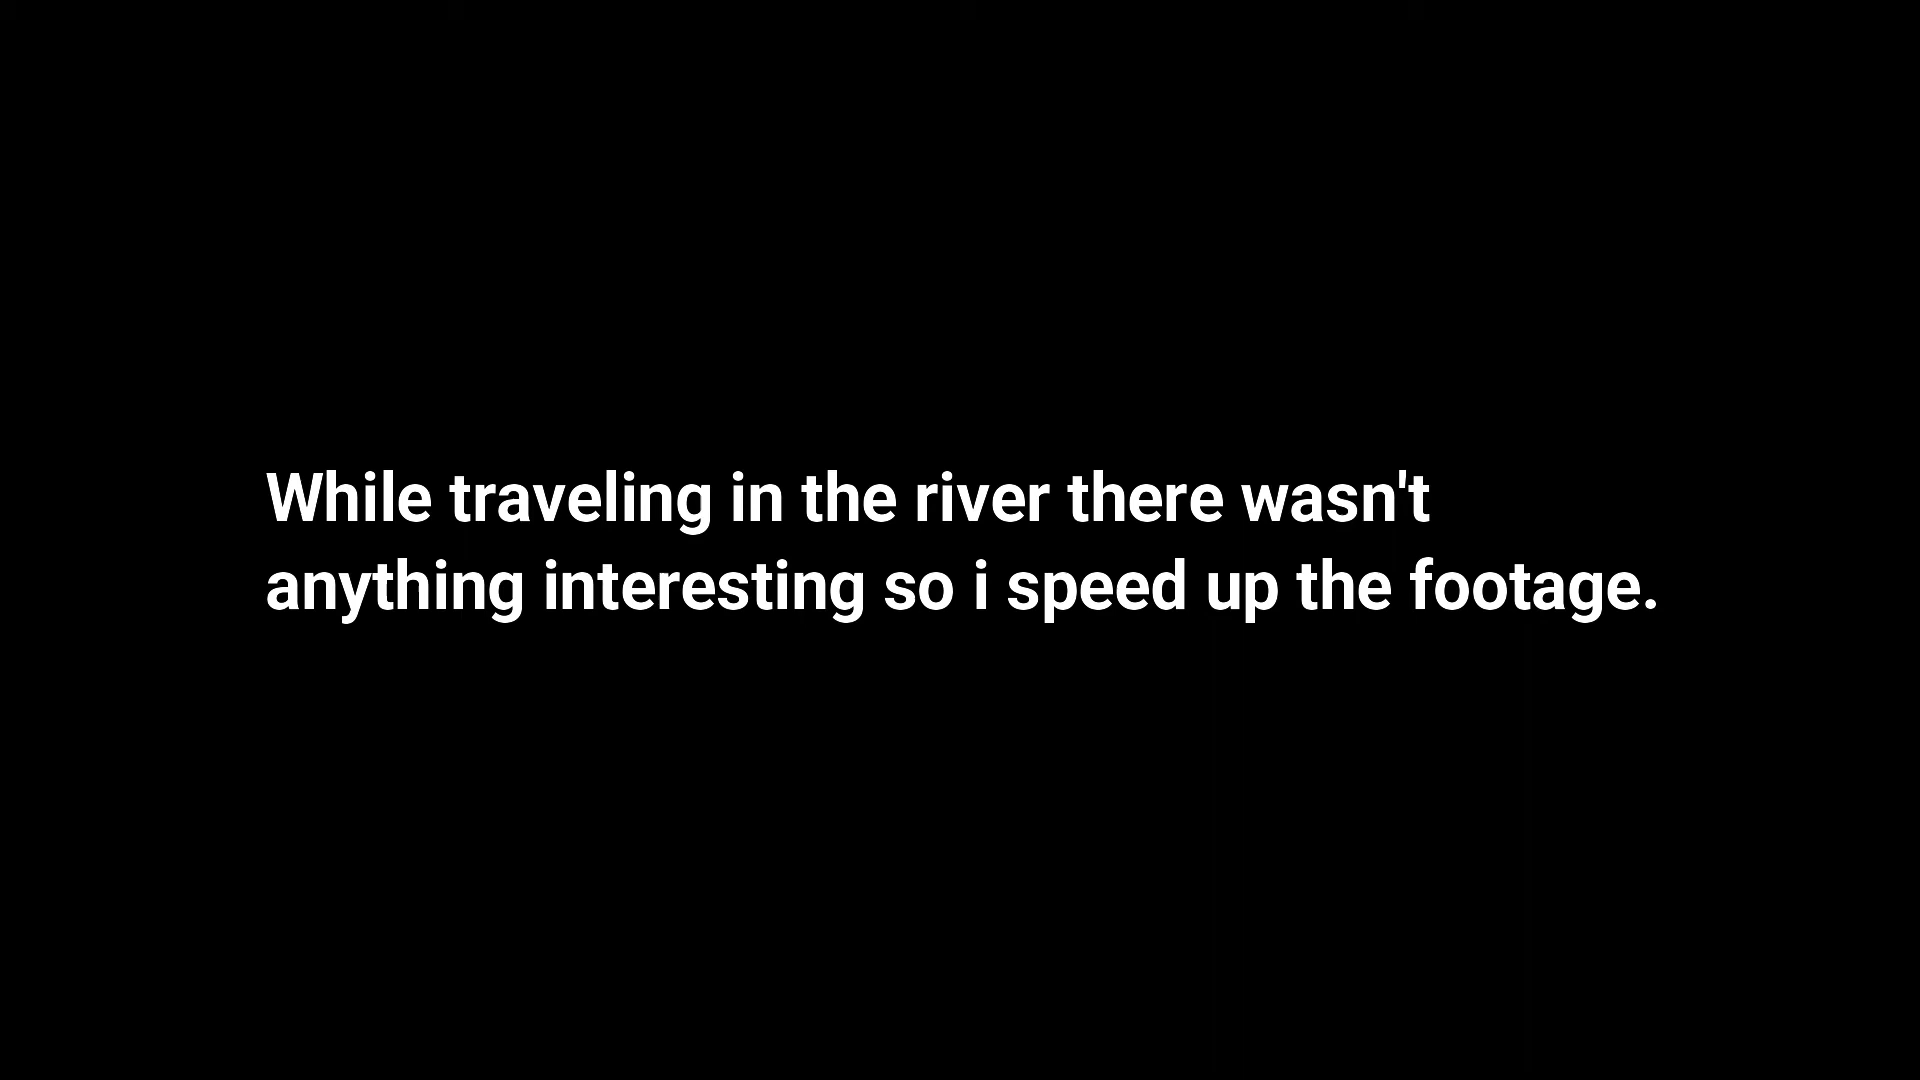 While traveling in the river there wasn't
anything interesting so i speed up the footage.